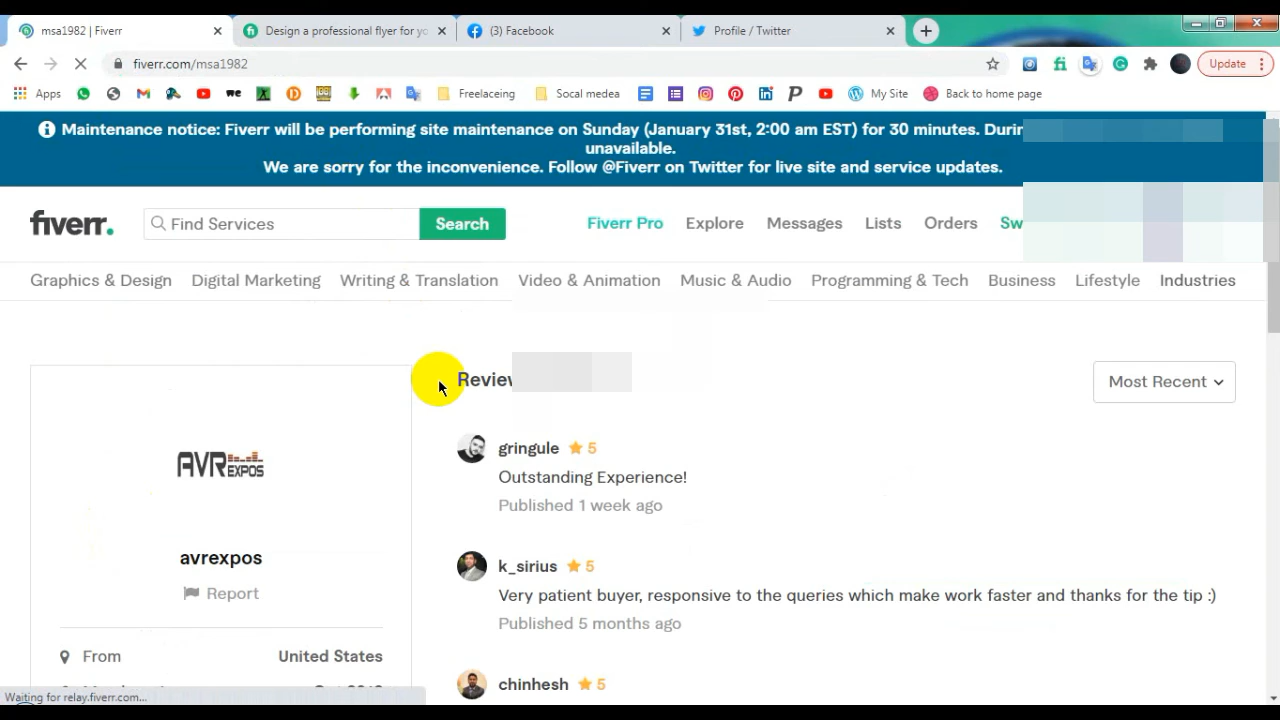 msa1982 | Fiverr
Design a professional flyer for yo
(3) Facebook
Profile / Twitter
fiverr.com/msa1982
Update
Apps
Freelaceing
Social medea
My Site
Back to home page
Maintenance notice: Fiverr will be performing site maintenance on Sunday (January 31st, 2:00 am EST) for 30 minutes. Durin
unavailable.
We are sorry for the inconvenience. Follow @Fiverr on Twitter for live site and service updates.
fiverr.
Find Services
Search
Fiverr Pro
Explore
Messages
Lists
Orders
Sw
Graphics & Design
Digital Marketing
Writing & Translation
Video & Animation
Music & Audio
Programming & Tech
Business
Lifestyle
Industries
Review
Most Recent
AVR EXPOS
avrexpos
Report
From
United States
gringule 5
Outstanding Experience!
Published 1 week ago
k_sirius 5
Very patient buyer, responsive to the queries which make work faster and thanks for the tip :)
Published 5 months ago
chinhesh 5
Waiting for relay.fiverr.com...